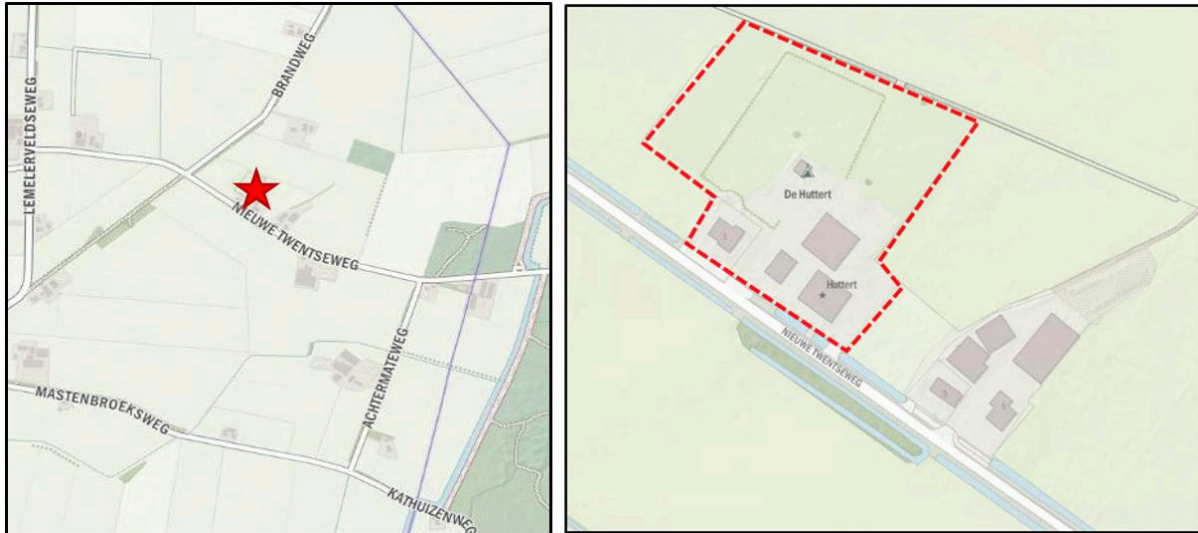 LEMELERVELDSEWEG
BRANDWEG
NIEUWE TWENTSEWEG
ACHTERMATEWEG
MASTENBROEKSWEG
KATHUIZENWEG
De Huttert
Huttert
NIEUWE TWENTSEWEG